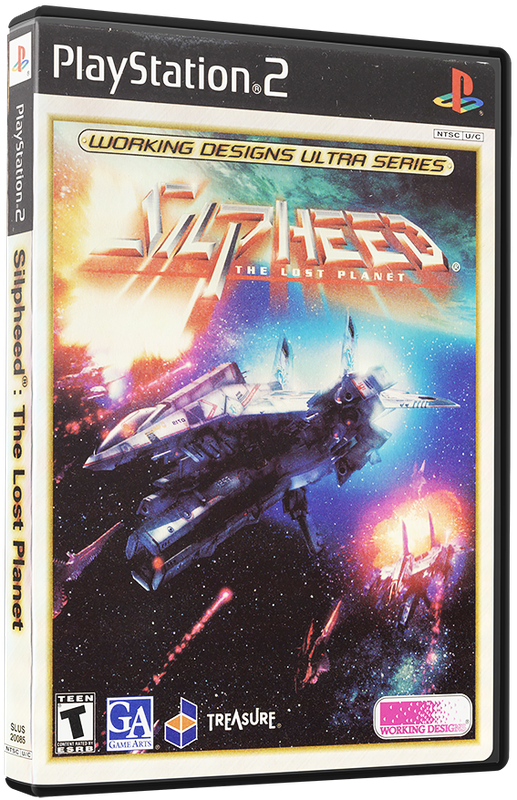 PlayStation®2
NTSC U/C
WORKING DESIGNS ULTRA SERIES
SILPHEED®
THE LOST PLANET
TEEN
T
CONTENT RATED BY
ESRB
GA
GAME ARTS®
TREASURE®
WORKING DESIGNS®
PlayStation®2
Silpheed®: The Lost Planet
SLUS
20085
NTSC U/C